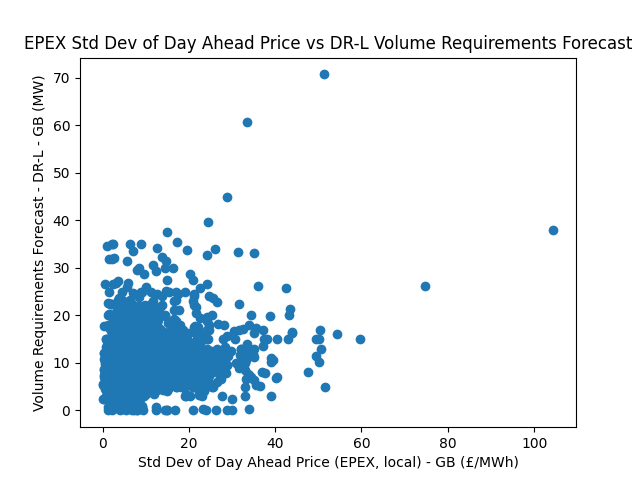 EPEX Std Dev of Day Ahead Price vs DR-L Volume Requirements Forecast
Volume Requirements Forecast - DR-L - GB (MW)
70
60
50
40
30
20
10
0
0 20 40 60 80 100
Std Dev of Day Ahead Price (EPEX, local) - GB (£/MWh)